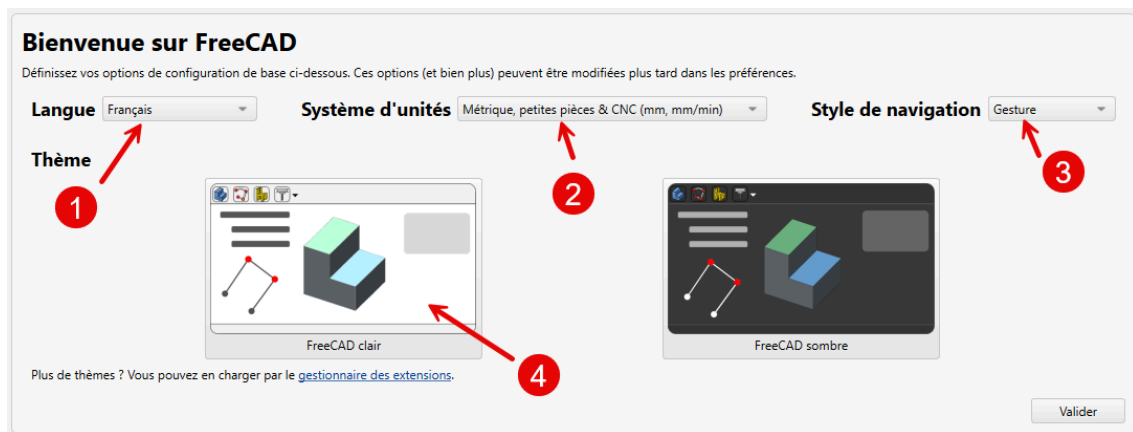 Bienvenue sur FreeCAD
Définissez vos options de configuration de base ci-dessous. Ces options (et bien plus) peuvent être modifiées plus tard dans les préférences.
Langue Français Système d'unités Métrique, petites pièces & CNC (mm, mm/min) Style de navigation Gesture
Thème
1
2
3
FreeCAD clair
FreeCAD sombre
4
Plus de thèmes ? Vous pouvez en charger par le gestionnaire des extensions.
Valider